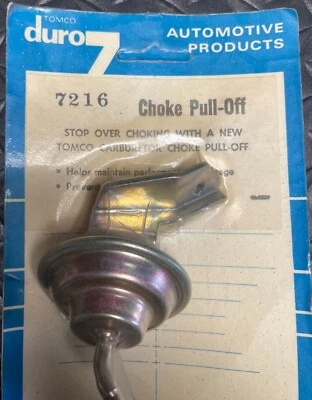 TOMCO
duro 7
AUTOMOTIVE
PRODUCTS
7216 Choke Pull-Off
STOP OVER CHOKING WITH A NEW
TOMCO CARBURETOR CHOKE PULL-OFF
• Helps maintain
•